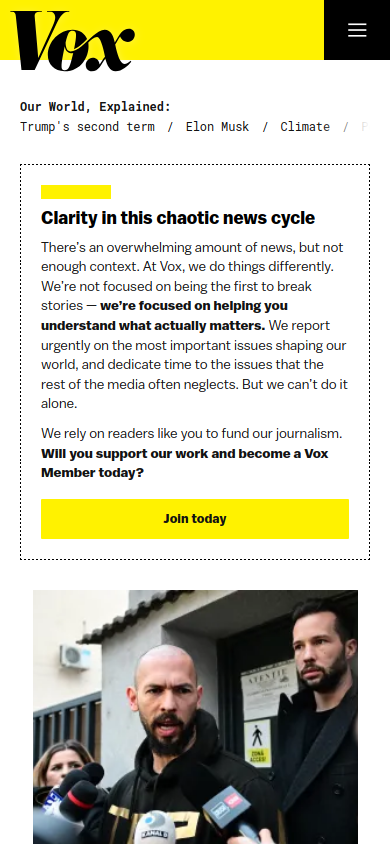 Vox
Our World, Explained:
Trump's second term / Elon Musk / Climate /
Clarity in this chaotic news cycle
There's an overwhelming amount of news, but not
enough context. At Vox, we do things differently.
We're not focused on being the first to break
stories — we're focused on helping you
understand what actually matters. We report
urgently on the most important issues shaping our
world, and dedicate time to the issues that the
rest of the media often neglects. But we can't do it
alone.
We rely on readers like you to fund our journalism.
Will you support our work and become a Vox
Member today?
Join today
ATENȚIE
ZONĂ
ACCES
KANAL D